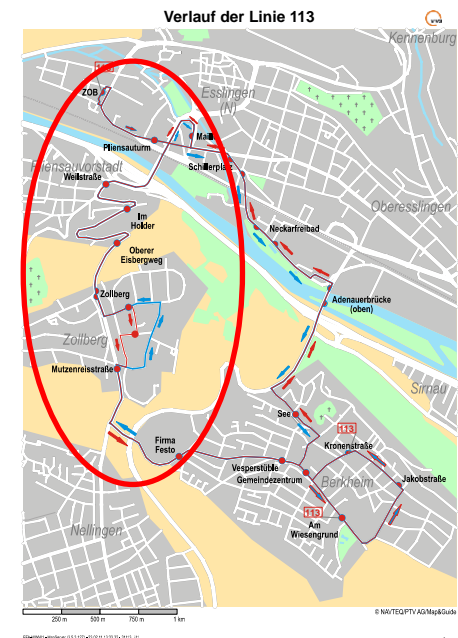 Verlauf der Linie 113
Kennenburg
ZOB
Esslingen
(N)
Pliensauturm
Schillerplatz
Pliensauvorstadt
Weilstraße
Oberesslingen
Im
Holder
Neckarfreibad
Oberer
Eisbergweg
Zollberg
Adenauerbrücke
(oben)
Zollberg
Mutzenreisstraße
Sirnau
See
113
Kronenstraße
Firma
Festo
Vesperstüble
Gemeindezentrum
Berkheim
Jakobstraße
113
Am
Wiesengrund
Nellingen
250 m 500 m 750 m 1 km
© NAVTEQ/PTV AG/Map&Guide